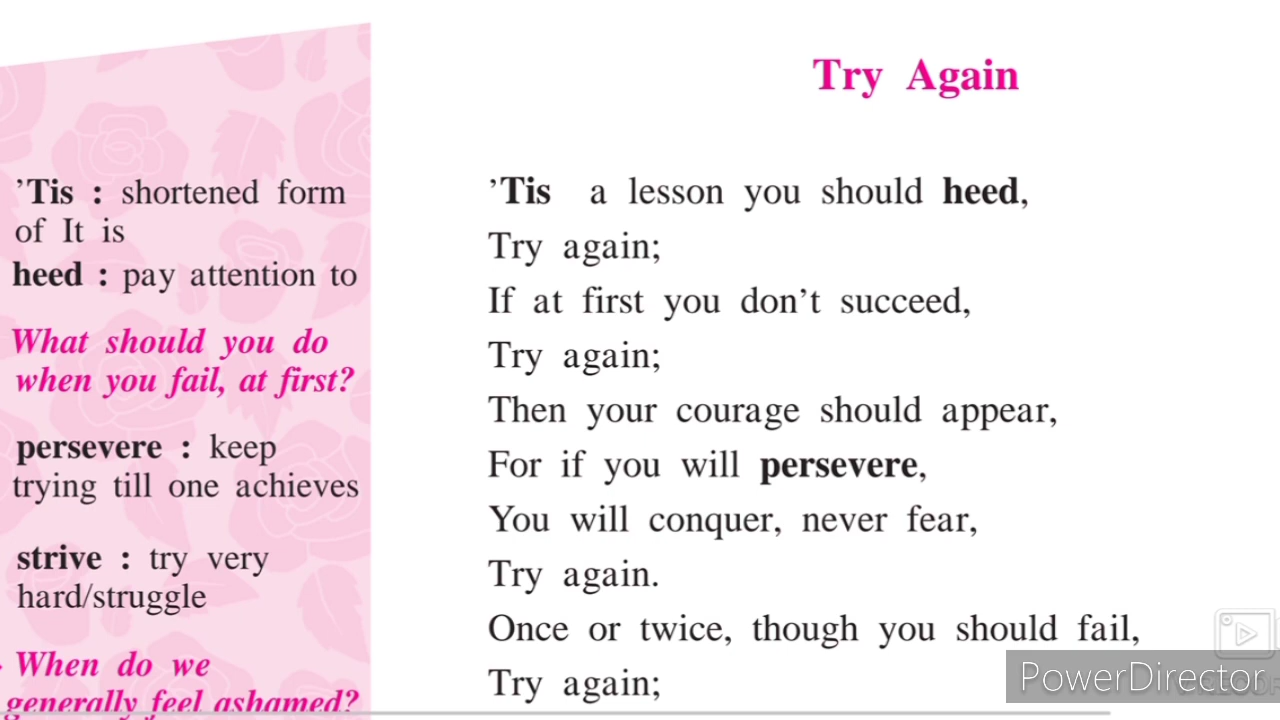 Try Again
’Tis : shortened form
of It is
heed : pay attention to
What should you do
when you fail, at first?
persevere : keep
trying till one achieves
strive : try very
hard/struggle
When do we
generally feel ashamed?
’Tis a lesson you should heed,
Try again;
If at first you don’t succeed,
Try again;
Then your courage should appear,
For if you will persevere,
You will conquer, never fear,
Try again.
Once or twice, though you should fail,
Try again;
PowerDirector